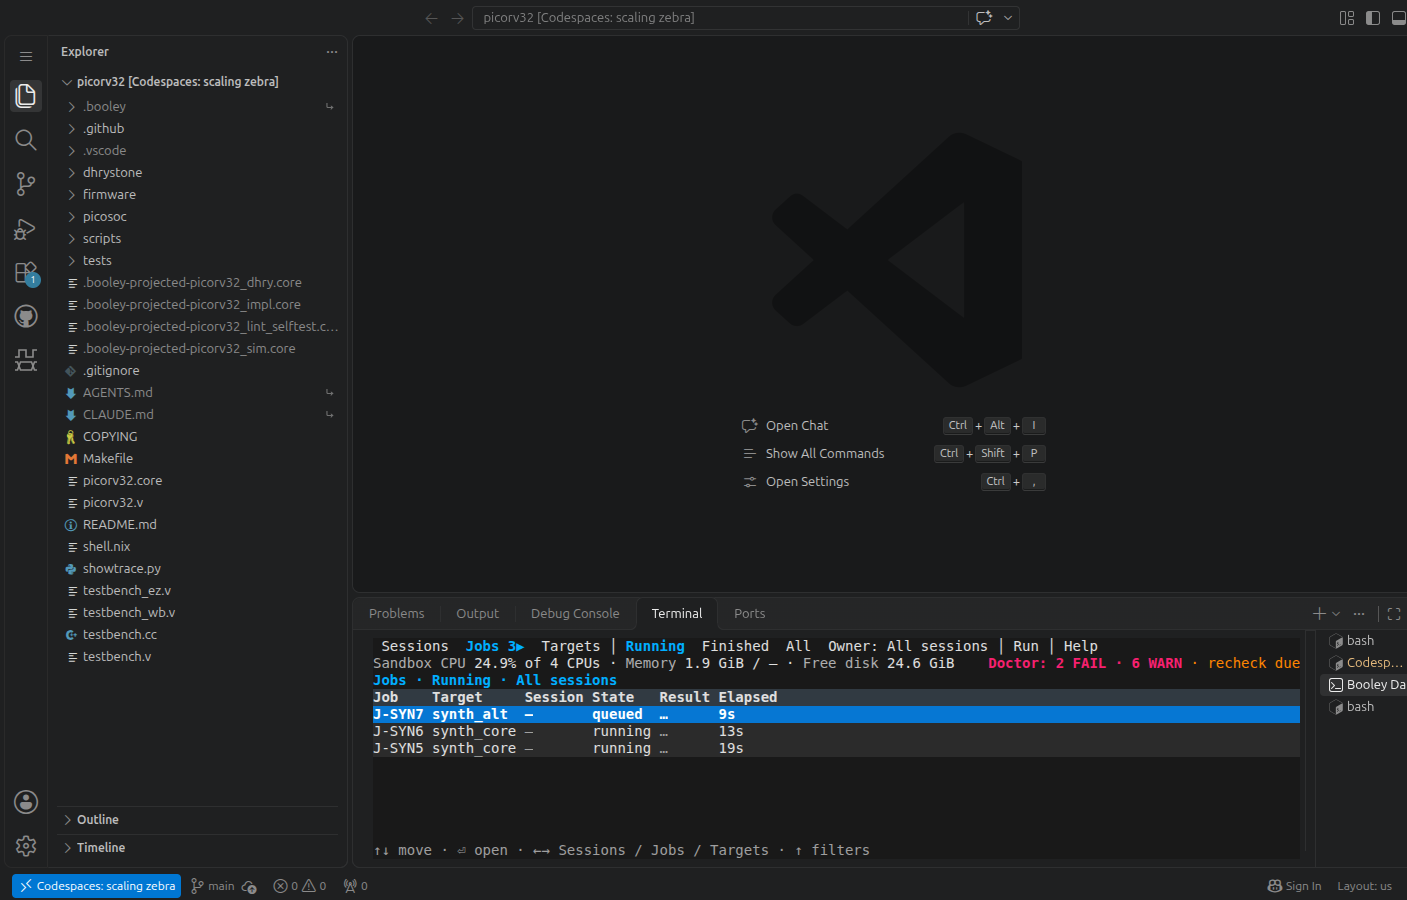 picorv32 [Codespaces: scaling zebra]
Explorer
picorv32 [Codespaces: scaling zebra]
.booley
.github
.vscode
dhrystone
firmware
picosoc
scripts
tests
.booley-projected-picorv32_dhry.core
.booley-projected-picorv32_impl.core
.booley-projected-picorv32_lint_selftest.c…
.booley-projected-picorv32_sim.core
.gitignore
AGENTS.md
CLAUDE.md
COPYING
Makefile
picorv32.core
picorv32.v
README.md
shell.nix
showtrace.py
testbench_ez.v
testbench_wb.v
testbench.cc
testbench.v
Outline
Timeline
1
Open Chat Ctrl + Alt + I
Show All Commands Ctrl + Shift + P
Open Settings Ctrl + ,
Problems Output Debug Console Terminal Ports
Sessions Jobs 3▶ Targets │ Running Finished All Owner: All sessions │ Run │ Help
Sandbox CPU 24.9% of 4 CPUs · Memory 1.9 GiB / — · Free disk 24.6 GiB Doctor: 2 FAIL · 6 WARN · recheck due
Jobs · Running · All sessions
Job Target Session State Result Elapsed
J-SYN7 synth_alt — queued … 9s
J-SYN6 synth_core — running … 13s
J-SYN5 synth_core — running … 19s
↑↓ move · ⏎ open · ←→ Sessions / Jobs / Targets · ↑ filters
bash
Codesp…
Booley Da
bash
Codespaces: scaling zebra main 0 0 0 Sign In Layout: us